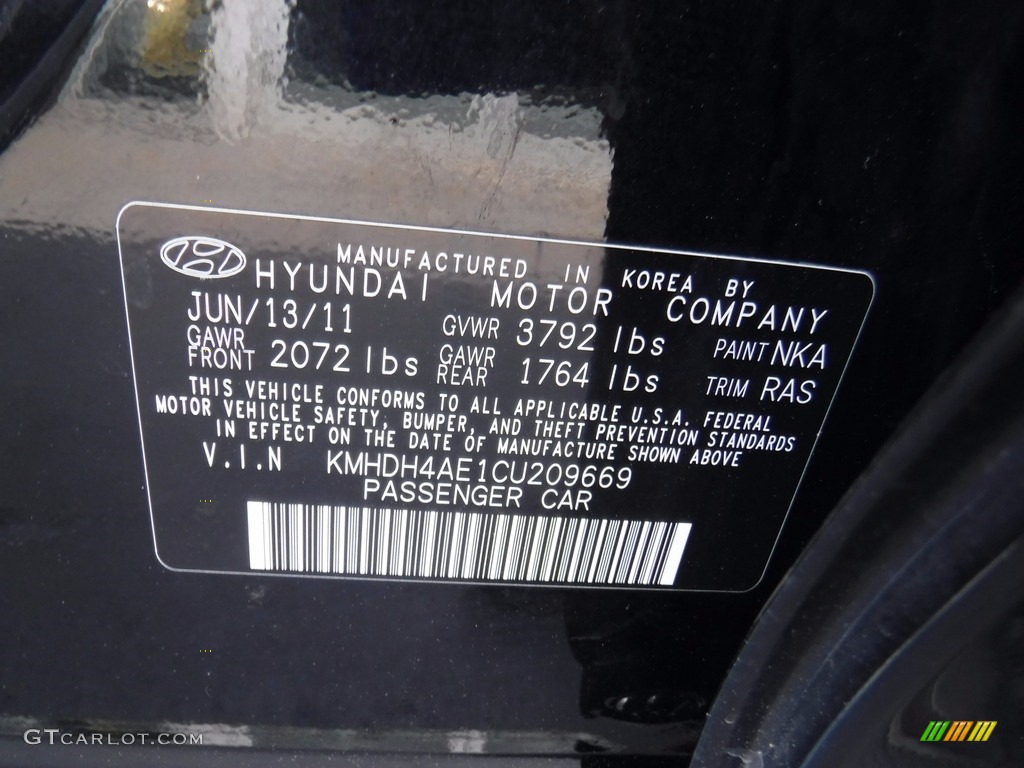 MANUFACTURED IN KOREA BY
HYUNDAI MOTOR COMPANY
JUN/13/11 GVWR 3792 lbs PAINT NKA
GAWR FRONT 2072 lbs GAWR REAR 1764 lbs TRIM RAS
THIS VEHICLE CONFORMS TO ALL APPLICABLE U.S.A. FEDERAL
MOTOR VEHICLE SAFETY, BUMPER, AND THEFT PREVENTION STANDARDS
IN EFFECT ON THE DATE OF MANUFACTURE SHOWN ABOVE
V.I.N KMHDH4AE1CU209669
PASSENGER CAR
GTCARLOT.COM